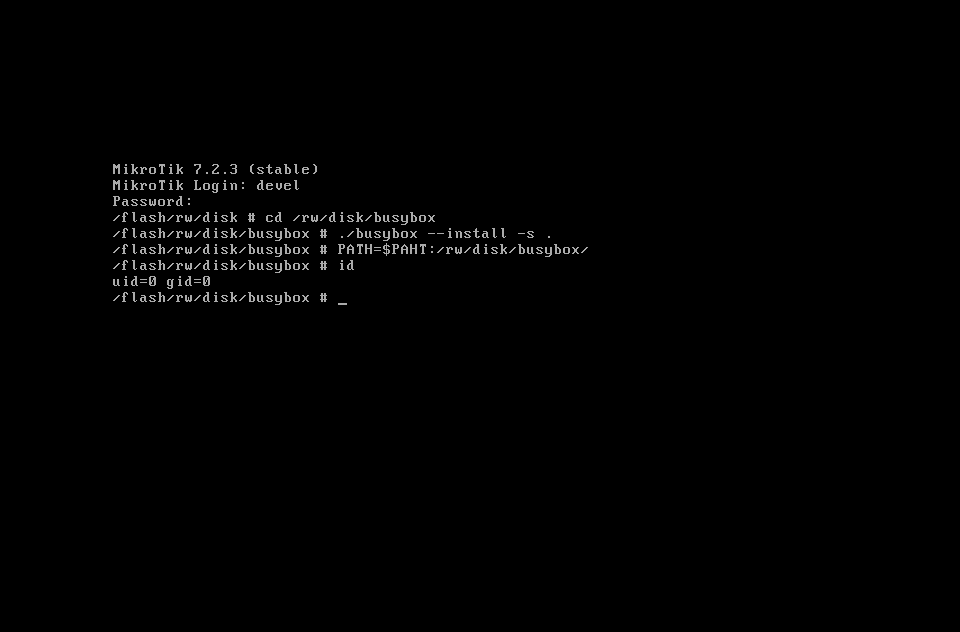 MikroTik 7.2.3 (stable)
MikroTik Login: devel
Password:
/flash/rw/disk # cd /rw/disk/busybox
/flash/rw/disk/busybox # ./busybox --install -s .
/flash/rw/disk/busybox # PATH=$PAHT:/rw/disk/busybox/
/flash/rw/disk/busybox # id
uid=0 gid=0
/flash/rw/disk/busybox # _